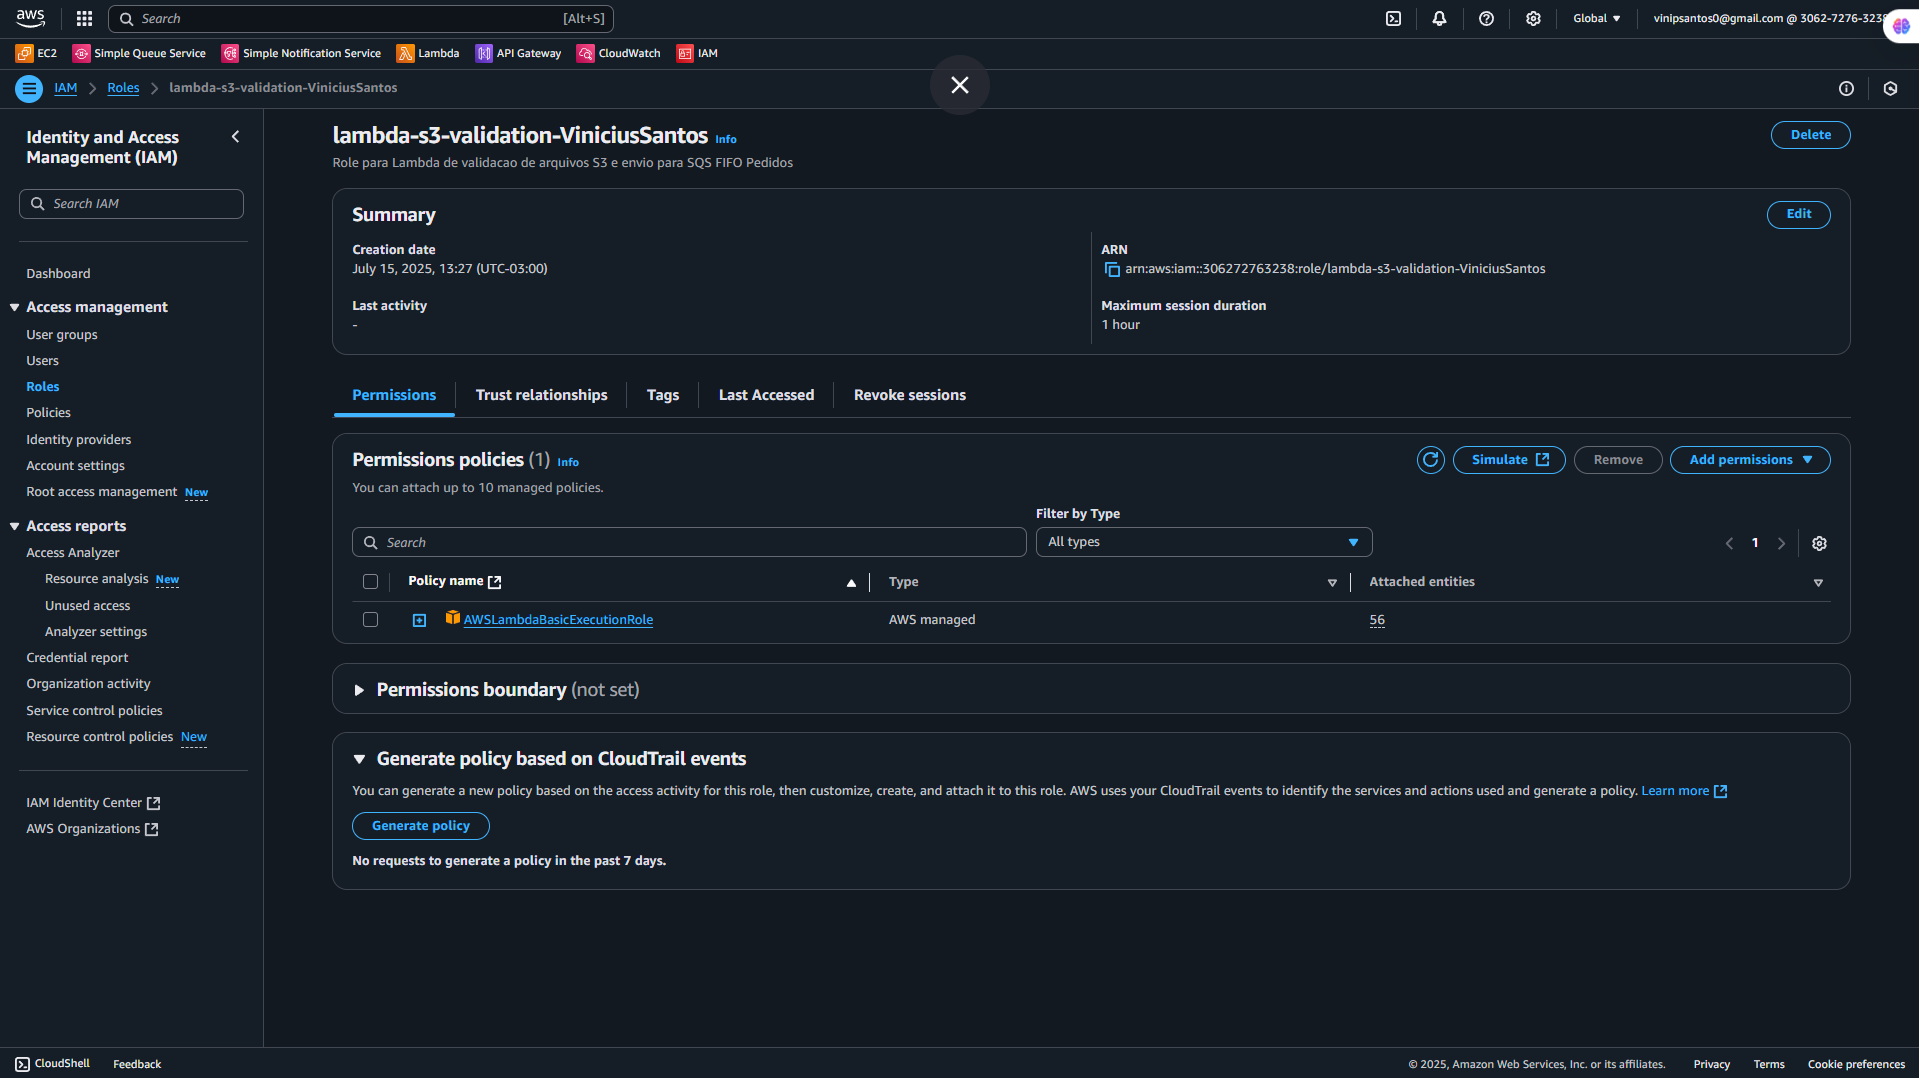 aws
Search
[Alt+S]
Global
vinipsantos0@gmail.com @ 3062-7276-3238
EC2
Simple Queue Service
Simple Notification Service
Lambda
API Gateway
CloudWatch
IAM
IAM
Roles
lambda-s3-validation-ViniciusSantos
Identity and Access
Management (IAM)
Search IAM
Dashboard
Access management
User groups
Users
Roles
Policies
Identity providers
Account settings
Root access management New
Access reports
Access Analyzer
Resource analysis New
Unused access
Analyzer settings
Credential report
Organization activity
Service control policies
Resource control policies New
IAM Identity Center
AWS Organizations
lambda-s3-validation-ViniciusSantos Info
Delete
Role para Lambda de validacao de arquivos S3 e envio para SQS FIFO Pedidos
Summary
Edit
Creation date
July 15, 2025, 13:27 (UTC-03:00)
ARN
arn:aws:iam::306272763238:role/lambda-s3-validation-ViniciusSantos
Last activity
-
Maximum session duration
1 hour
Permissions
Trust relationships
Tags
Last Accessed
Revoke sessions
Permissions policies (1) Info
Simulate
Remove
Add permissions
You can attach up to 10 managed policies.
Filter by Type
Search
All types
1
Policy name
Type
Attached entities
AWSLambdaBasicExecutionRole
AWS managed
56
Permissions boundary (not set)
Generate policy based on CloudTrail events
You can generate a new policy based on the access activity for this role, then customize, create, and attach it to this role. AWS uses your CloudTrail events to identify the services and actions used and generate a policy. Learn more
Generate policy
No requests to generate a policy in the past 7 days.
CloudShell
Feedback
© 2025, Amazon Web Services, Inc. or its affiliates.
Privacy
Terms
Cookie preferences